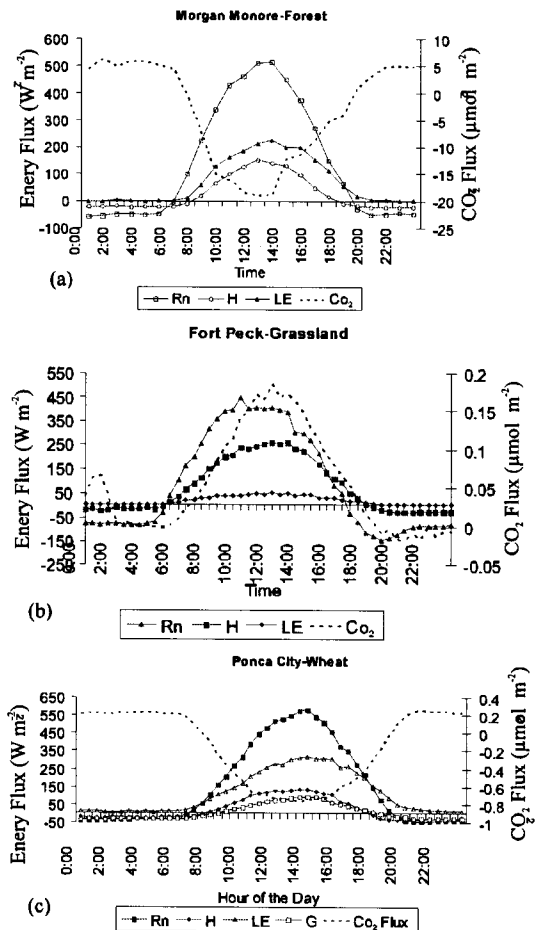 Morgan Monore-Forest
Enery Flux (W m-2)
600
500
400
300
200
100
0
-100
10
5
0
-5
-10
-15
-20
-25
CO2 Flux (µmol m-2)
0:00 2:00 4:00 6:00 8:00 10:00 12:00 14:00 16:00 18:00 20:00 22:00
Time
(a)
Rn H LE Co2
Fort Peck-Grassland
Enery Flux (W m-2)
550
450
350
250
150
50
-50
-150
-250
0.2
0.15
0.1
0.05
0
-0.05
CO2 Flux (µmol m-2)
0:00 2:00 4:00 6:00 8:00 10:00 12:00 14:00 16:00 18:00 20:00 22:00
Time
(b)
Rn H LE Co2
Ponca City-Wheat
Enery Flux (W m2)
650
550
450
350
250
150
50
-50
0.4
0.2
0
-0.2
-0.4
-0.6
-0.8
-1
CO2 Flux (µmol m-2)
0:00 2:00 4:00 6:00 8:00 10:00 12:00 14:00 16:00 18:00 20:00 22:00
Hour of the Day
(c)
Rn H LE G Co2 Flux